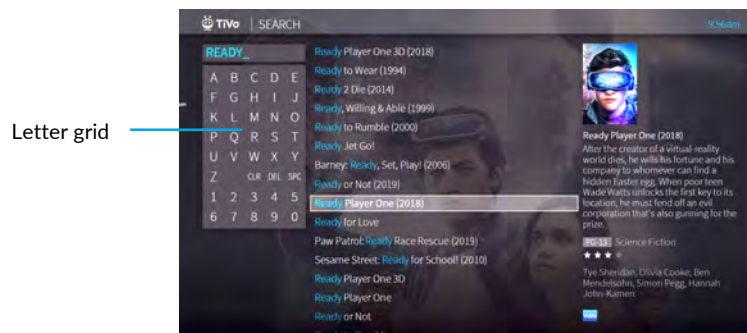 TiVo SEARCH 9:56am
READY_
A B C D E
F G H I J
K L M N O
P Q R S T
U V W X Y
Z CLR DEL SPC
1 2 3 4 5
6 7 8 9 0
Letter grid
Ready Player One 3D (2018)
Ready to Wear (1994)
Ready 2 Die (2014)
Ready, Willing & Able (1999)
Ready to Rumble (2000)
Ready Jet Go!
Barney: Ready, Set, Play! (2006)
Ready or Not (2019)
Ready Player One (2018)
Ready for Love
Paw Patrol: Ready Race Rescue (2019)
Sesame Street: Ready for School! (2010)
Ready Player One 3D
Ready Player One
Ready or Not
Ready Player One (2018)
After the creator of a virtual-reality
world dies, he wills his fortune and his
company to whomever can find a
hidden Easter egg. When poor teen
Wade Watts unlocks the first key to its
location, he must fend off an evil
corporation that's also gunning for the
prize.
PG-13 Science Fiction
Tye Sheridan, Olivia Cooke, Ben
Mendelsohn, Simon Pegg, Hannah
John-Kamen